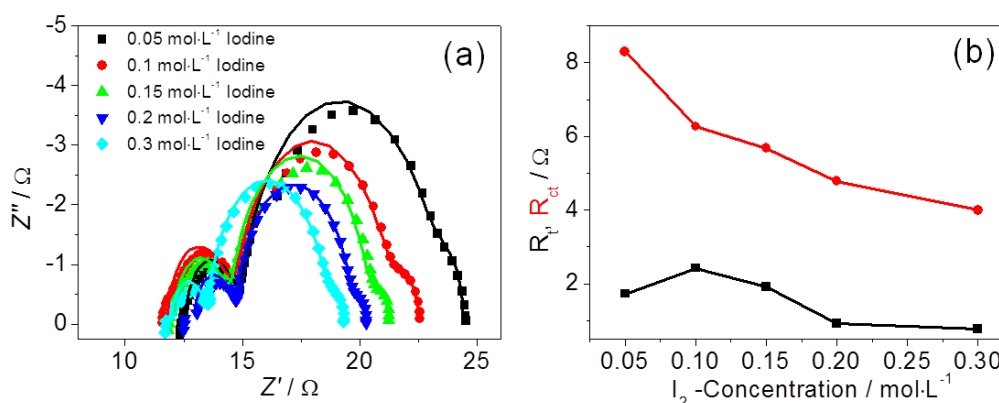 (a)
0.05 mol·L⁻¹ Iodine
0.1 mol·L⁻¹ Iodine
0.15 mol·L⁻¹ Iodine
0.2 mol·L⁻¹ Iodine
0.3 mol·L⁻¹ Iodine
-5
-4
-3
-2
-1
0
Z'' / Ω
10 15 20 25
Z' / Ω
(b)
8
6
4
2
Rₜ, R_ct / Ω
0.05 0.10 0.15 0.20 0.25 0.30
I₂ -Concentration / mol·L⁻¹